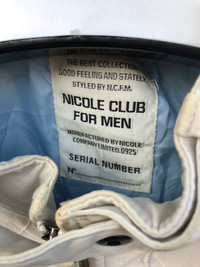 THE BEST COLLECTION
GOOD FEELING AND STATELY
STYLED BY N.C.F.M.
NICOLE CLUB
FOR MEN
MANUFACTURED BY NICOLE
COMPANY LIMITED.0925
SERIAL NUMBER
Nº